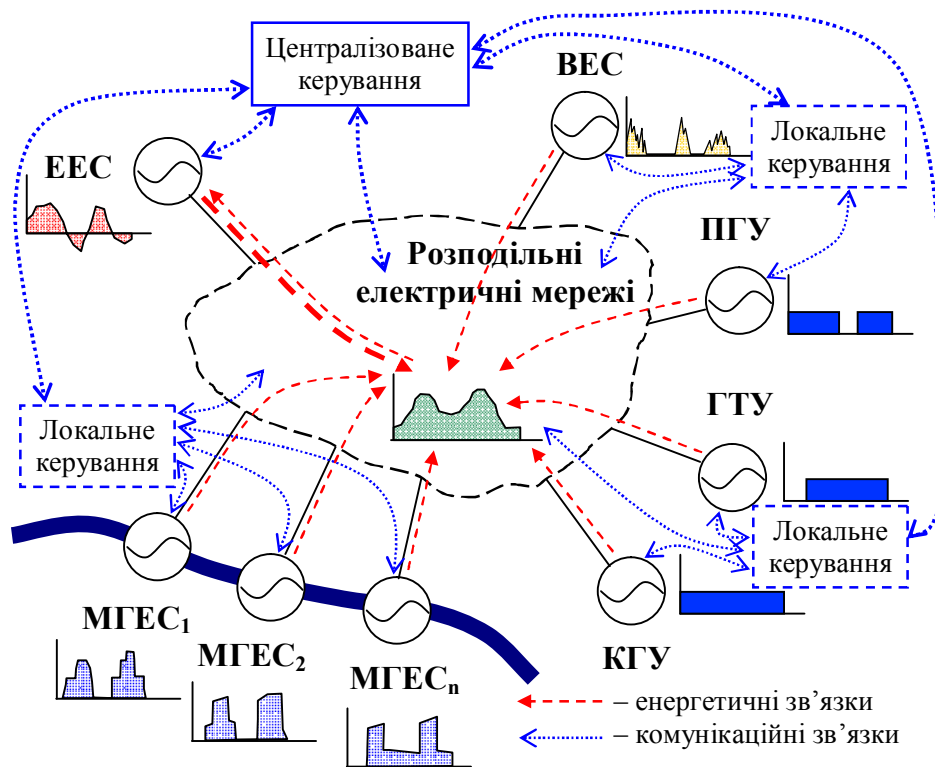 Централізоване
керування
ВЕС
Локальне
керування
ЕЕС
ПГУ
Розподільні
електричні мережі
ГТУ
Локальне
керування
Локальне
керування
МГЕС1
МГЕС2
МГЕСn
КГУ
– енергетичні зв’язки
– комунікаційні зв’язки